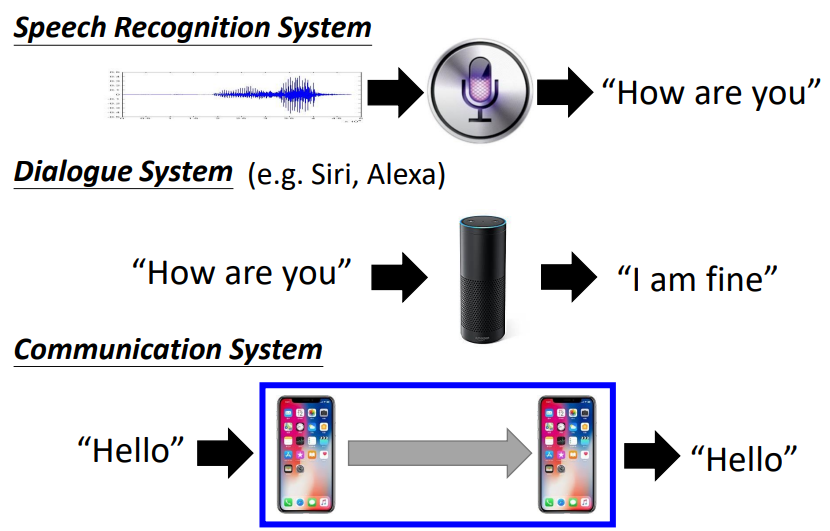 Speech Recognition System
“How are you”
Dialogue System (e.g. Siri, Alexa)
“How are you”
“I am fine”
Communication System
“Hello”
“Hello”